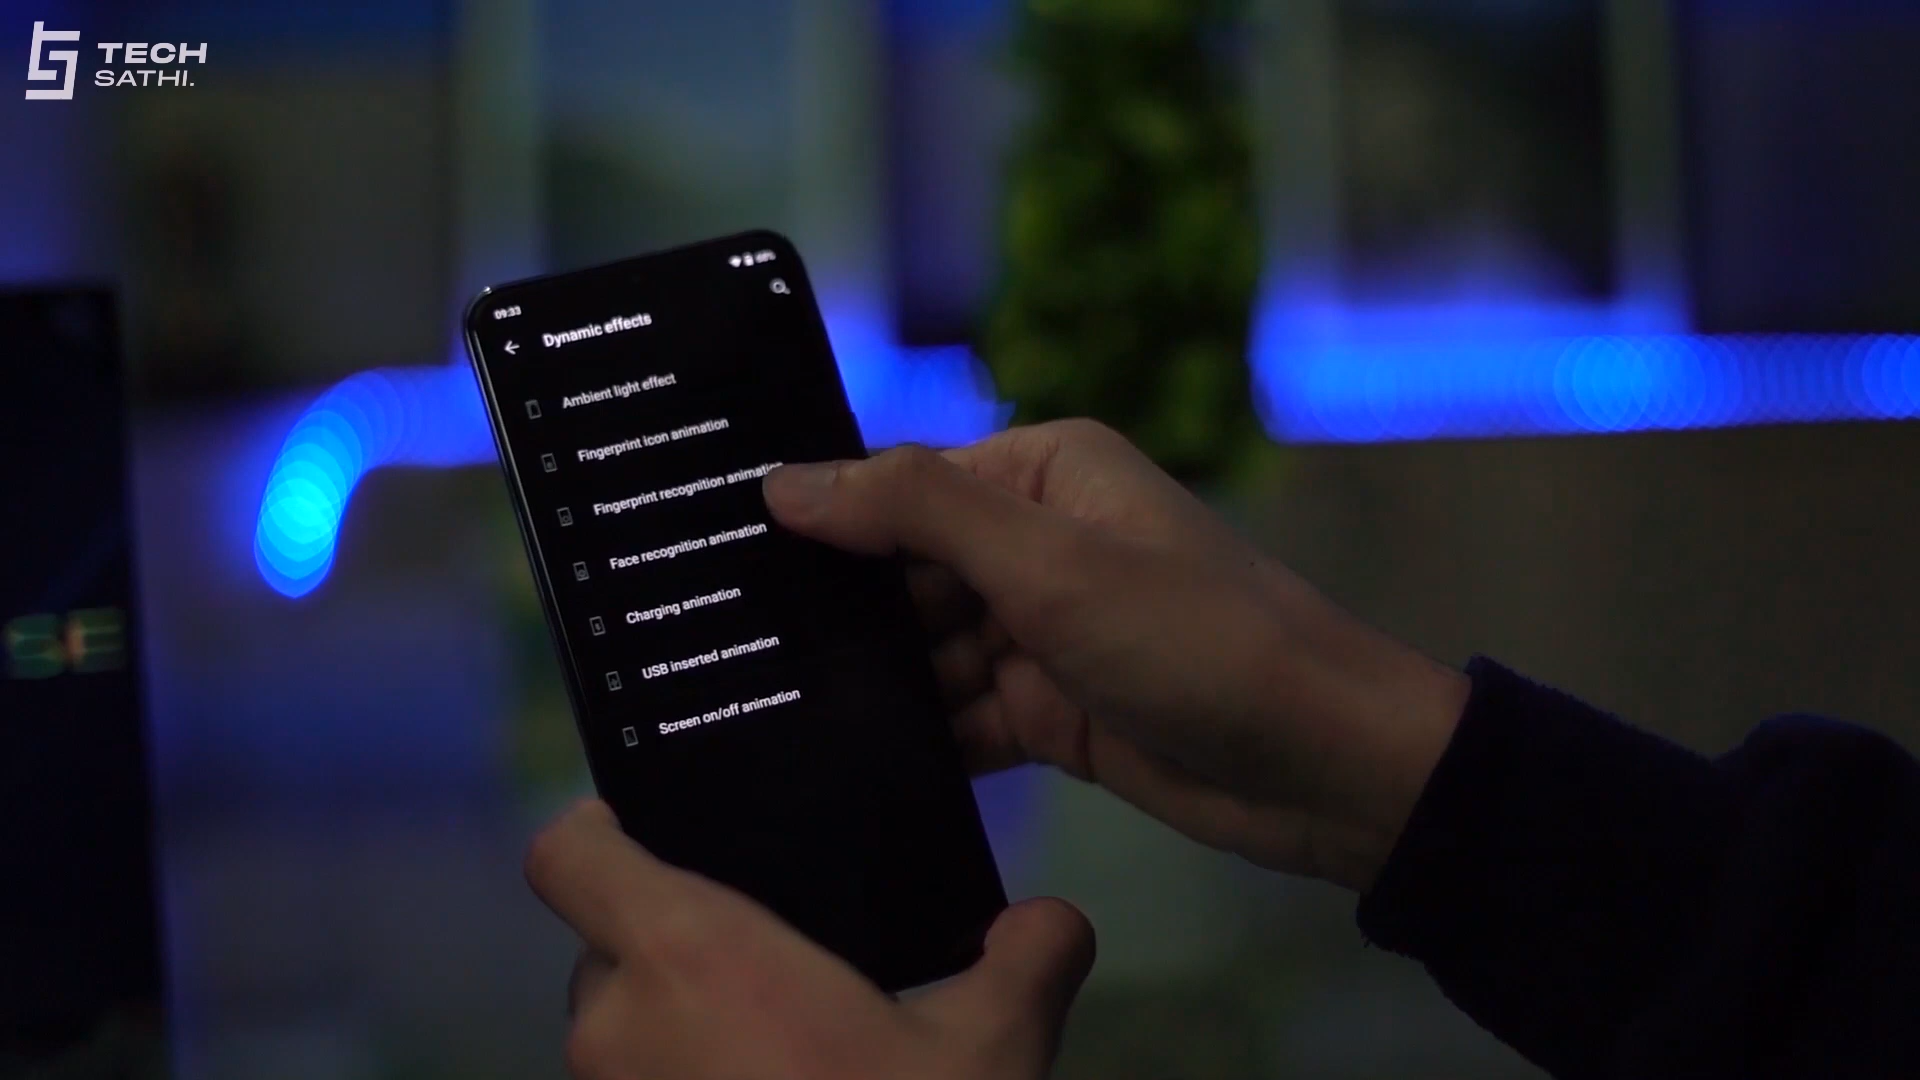 TECH
SATHI.
09:33
Dynamic effects
Ambient light effect
Fingerprint icon animation
Fingerprint recognition animation
Face recognition animation
Charging animation
USB inserted animation
Screen on/off animation